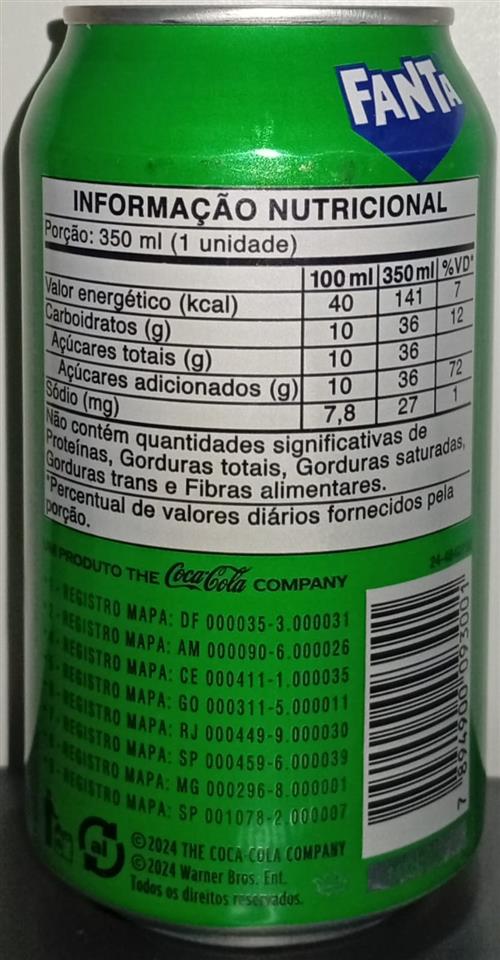 FANTA
INFORMAÇÃO NUTRICIONAL
Porção: 350 ml (1 unidade)
100 ml 350 ml %VD*
Valor energético (kcal) 40 141 7
Carboidratos (g) 10 36 12
Açúcares totais (g) 10 36
Açúcares adicionados (g) 10 36 72
Sódio (mg) 7,8 27 1
Não contém quantidades significativas de
Proteínas, Gorduras totais, Gorduras saturadas,
Gorduras trans e Fibras alimentares.
*Percentual de valores diários fornecidos pela
porção.
PRODUTO THE Coca-Cola COMPANY
REGISTRO MAPA: DF 000035-3.000031
REGISTRO MAPA: AM 000090-6.000026
REGISTRO MAPA: CE 000411-1.000035
REGISTRO MAPA: GO 000311-5.000011
REGISTRO MAPA: RJ 000449-9.000030
REGISTRO MAPA: SP 000459-6.000039
REGISTRO MAPA: MG 000296-8.000001
REGISTRO MAPA: SP 001078-2.000007
7 894900 093001
al
©2024 THE COCA-COLA COMPANY
©2024 Warner Bros. Ent.
Todos os direitos reservados.